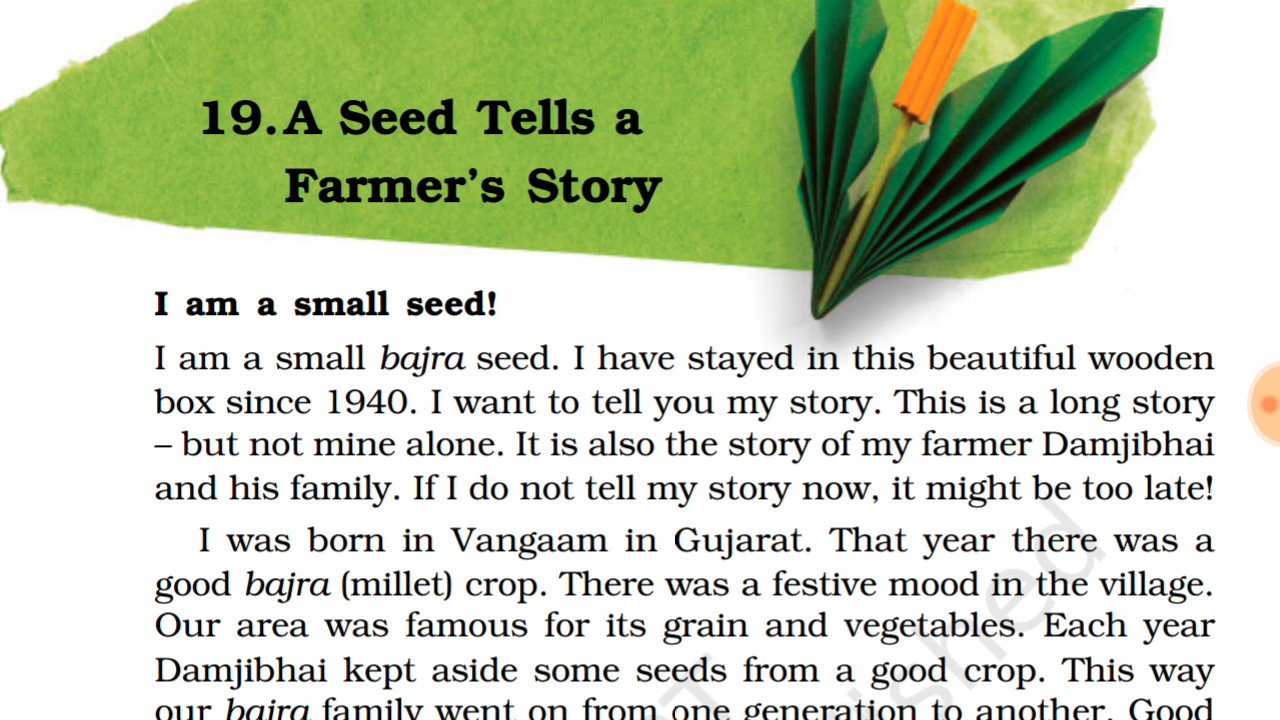 19. A Seed Tells a
Farmer’s Story
I am a small seed!
I am a small bajra seed. I have stayed in this beautiful wooden
box since 1940. I want to tell you my story. This is a long story
– but not mine alone. It is also the story of my farmer Damjibhai
and his family. If I do not tell my story now, it might be too late!
I was born in Vangaam in Gujarat. That year there was a
good bajra (millet) crop. There was a festive mood in the village.
Our area was famous for its grain and vegetables. Each year
Damjibhai kept aside some seeds from a good crop. This way
our bajra family went on from one generation to another. Good